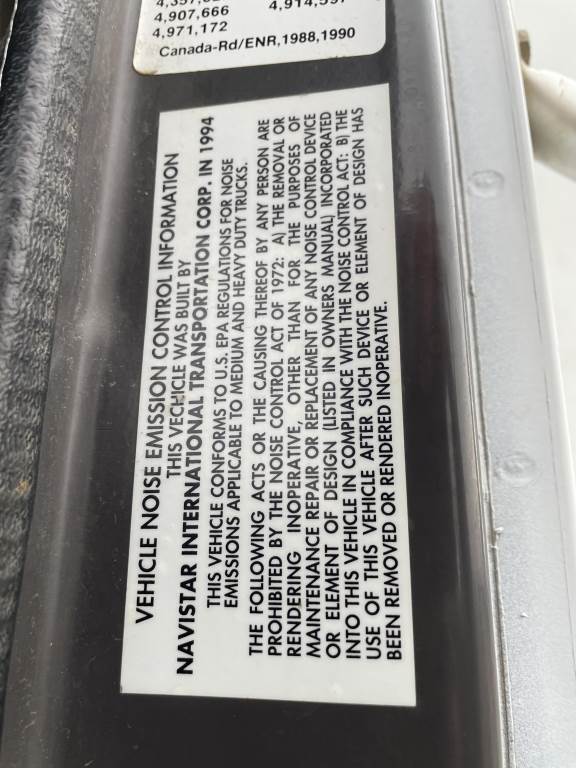 4,907,666
4,971,172
Canada-Rd/ENR,1988,1990
VEHICLE NOISE EMISSION CONTROL INFORMATION
THIS VEHICLE WAS BUILT BY
NAVISTAR INTERNATIONAL TRANSPORTATION CORP. IN 1994
THIS VEHICLE CONFORMS TO U.S. EPA REGULATIONS FOR NOISE
EMISSIONS APPLICABLE TO MEDIUM AND HEAVY DUTY TRUCKS.
THE FOLLOWING ACTS OR THE CAUSING THEREOF BY ANY PERSON ARE
PROHIBITED BY THE NOISE CONTROL ACT OF 1972: A) THE REMOVAL OR
RENDERING INOPERATIVE, OTHER THAN FOR THE PURPOSES OF
MAINTENANCE REPAIR OR REPLACEMENT OF ANY NOISE CONTROL DEVICE
OR ELEMENT OF DESIGN (LISTED IN OWNERS MANUAL) INCORPORATED
INTO THIS VEHICLE IN COMPLIANCE WITH THE NOISE CONTROL ACT: B) THE
USE OF THIS VEHICLE AFTER SUCH DEVICE OR ELEMENT OF DESIGN HAS
BEEN REMOVED OR RENDERED INOPERATIVE.